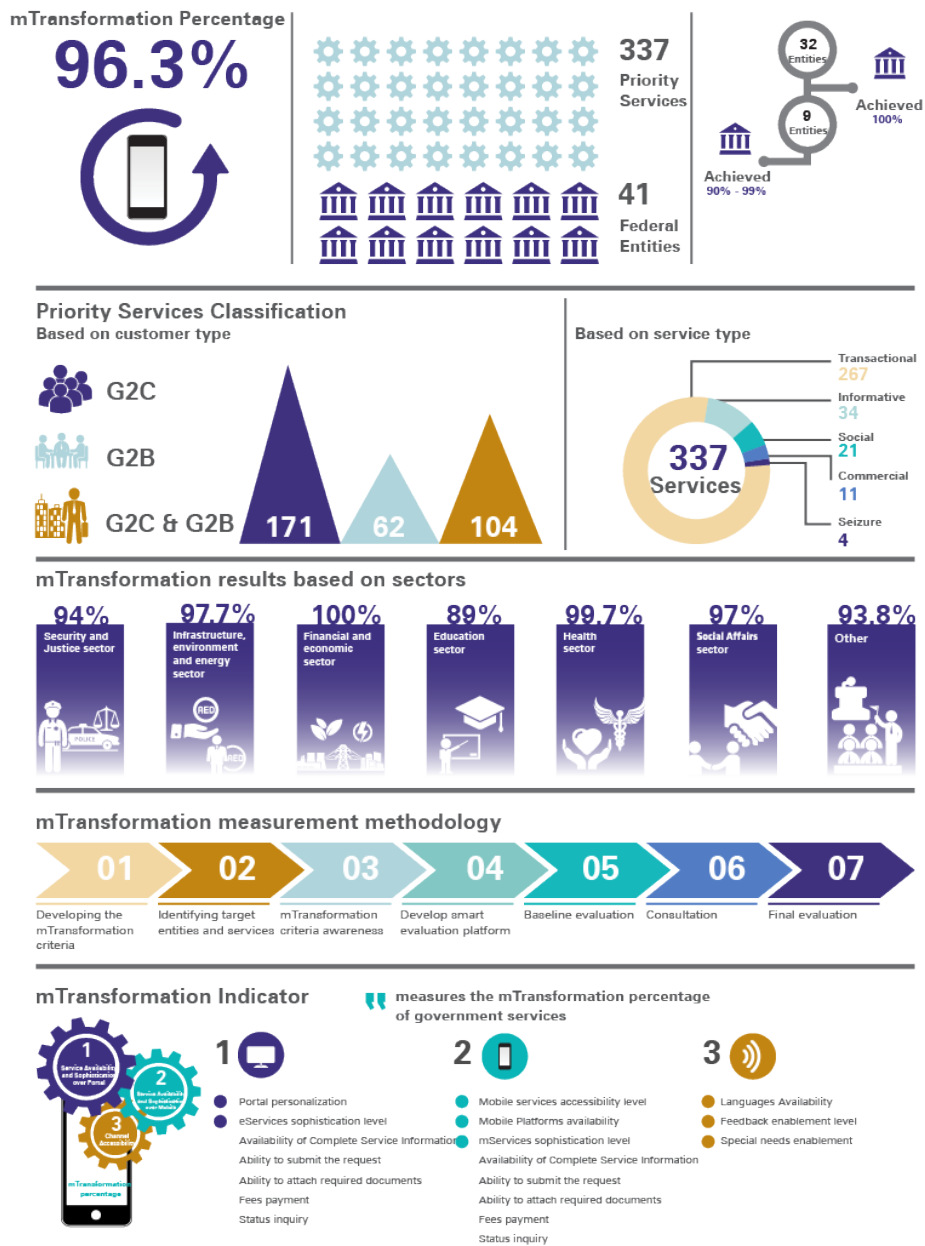 mTransformation Percentage
96.3%
337
Priority
Services
41
Federal
Entities
32
Entities
Achieved
100%
9
Entities
Achieved
90% - 99%
Priority Services Classification
Based on customer type
G2C
G2B
G2C & G2B
171
62
104
Based on service type
337
Services
Transactional
267
Informative
34
Social
21
Commercial
11
Seizure
4
mTransformation results based on sectors
94%
Security and
Justice sector
POLICE
97.7%
Infrastructure,
environment
and energy
sector
RED
RED
100%
Financial and
economic
sector
89%
Education
sector
99.7%
Health
sector
97%
Social Affairs
sector
93.8%
Other
mTransformation measurement methodology
01
02
03
04
05
06
07
Developing the
mTransformation
criteria
Identifying target
entities and services
mTransformation
criteria awareness
Develop smart
evaluation platform
Baseline evaluation
Consultation
Final evaluation
mTransformation Indicator
measures the mTransformation percentage
of government services
1
Service Availability
and Sophistication
over Portal
2
Service Availability
and Sophistication
over Mobile
3
Channel
Accessibility
mTransformation
percentage
1
Portal personalization
eServices sophistication level
Availability of Complete Service Information
Ability to submit the request
Ability to attach required documents
Fees payment
Status inquiry
2
Mobile services accessibility level
Mobile Platforms availability
mServices sophistication level
Availability of Complete Service Information
Ability to submit the request
Ability to attach required documents
Fees payment
Status inquiry
3
Languages Availability
Feedback enablement level
Special needs enablement